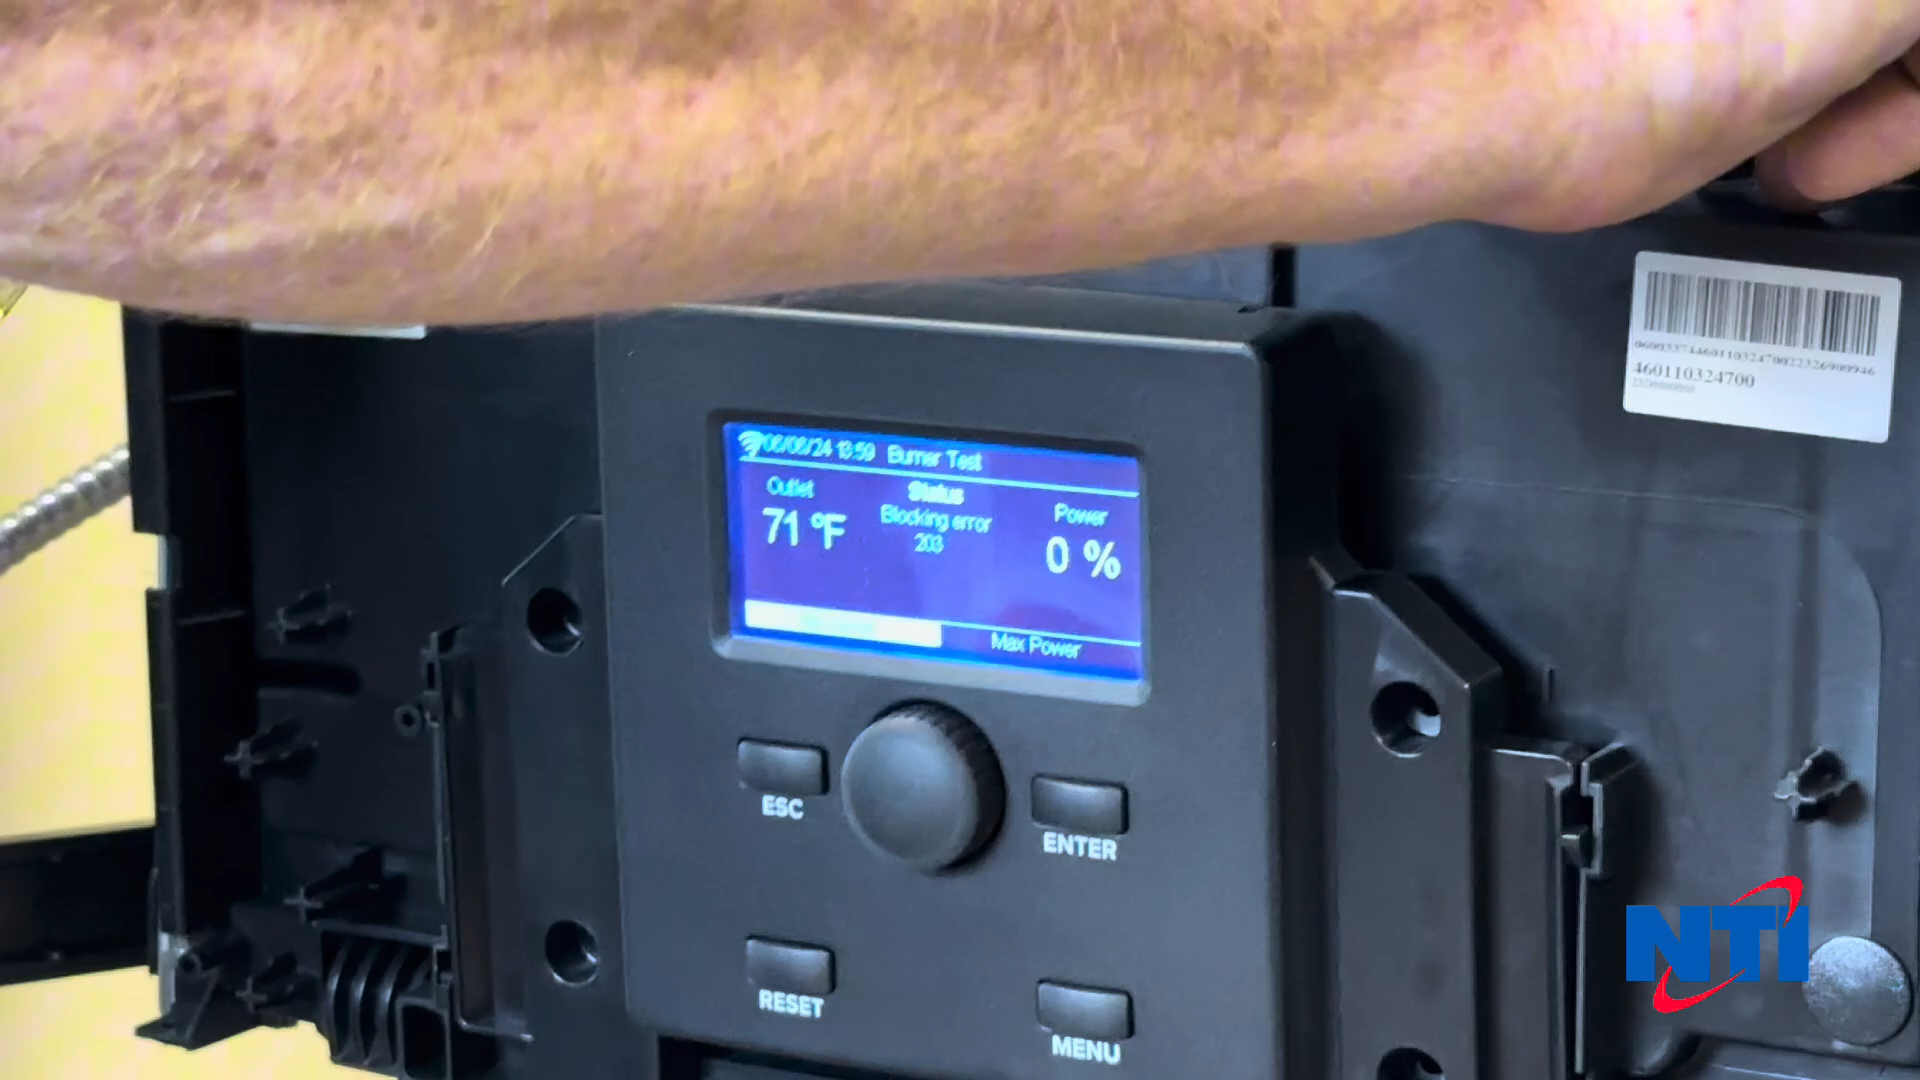 06/06/24 13:59 Burner Test
Outlet
Status
Power
71 °F
Blocking error
203
0 %
Max Power
ESC
ENTER
RESET
MENU
460110324700
NTI